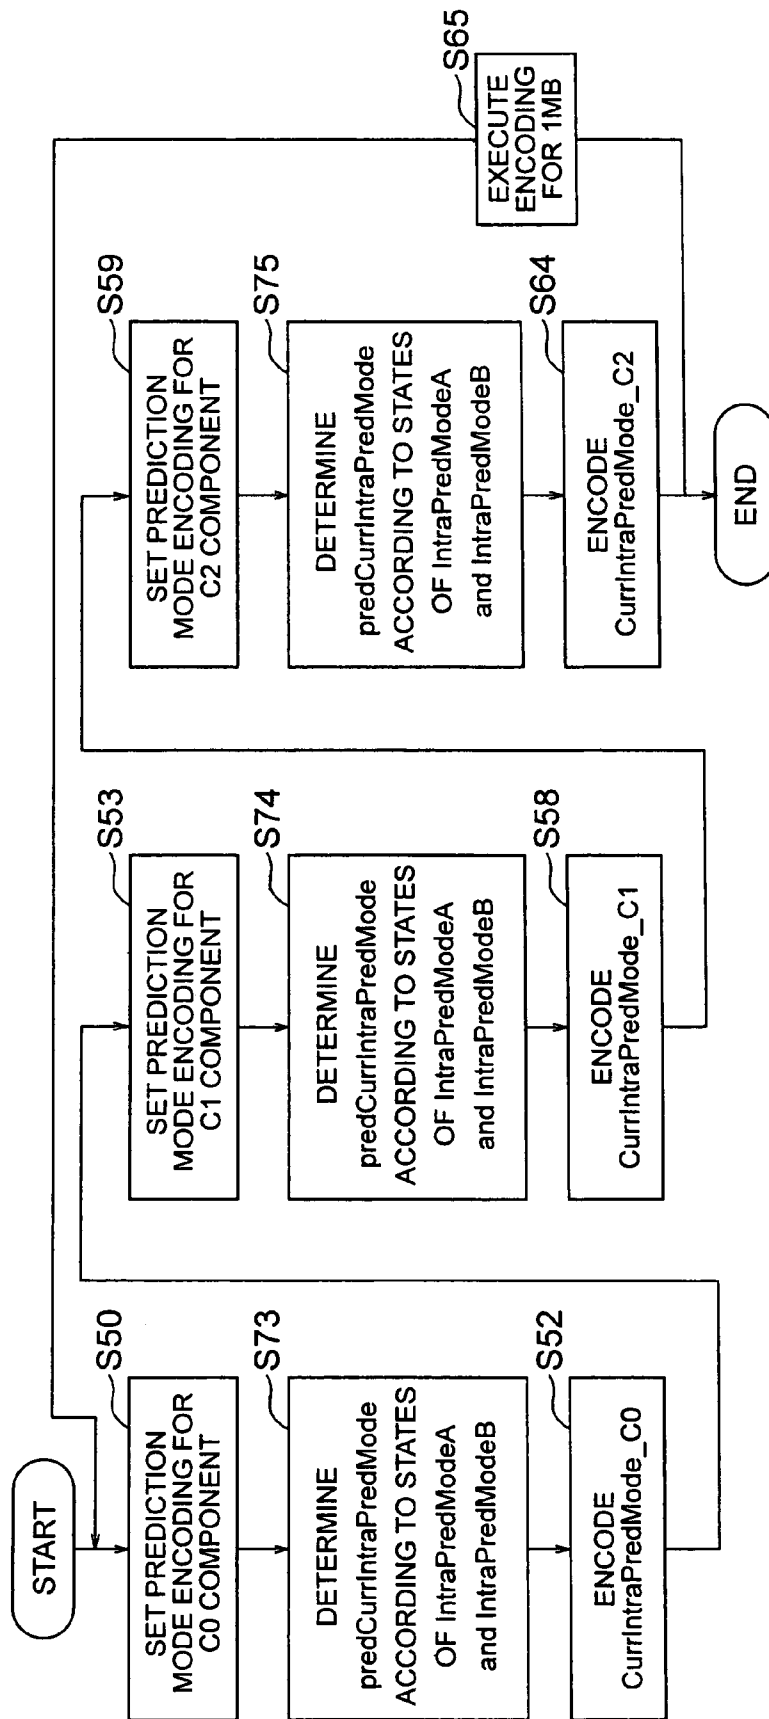 START
S50
SET PREDICTION
MODE ENCODING FOR
C0 COMPONENT
S73
DETERMINE
predCurrIntraPredMode
ACCORDING TO STATES
OF IntraPredModeA
and IntraPredModeB
S52
ENCODE
CurrIntraPredMode_C0
S53
SET PREDICTION
MODE ENCODING FOR
C1 COMPONENT
S74
DETERMINE
predCurrIntraPredMode
ACCORDING TO STATES
OF IntraPredModeA
and IntraPredModeB
S58
ENCODE
CurrIntraPredMode_C1
S59
SET PREDICTION
MODE ENCODING FOR
C2 COMPONENT
S75
DETERMINE
predCurrIntraPredMode
ACCORDING TO STATES
OF IntraPredModeA
and IntraPredModeB
S64
ENCODE
CurrIntraPredMode_C2
S65
EXECUTE
ENCODING
FOR 1MB
END